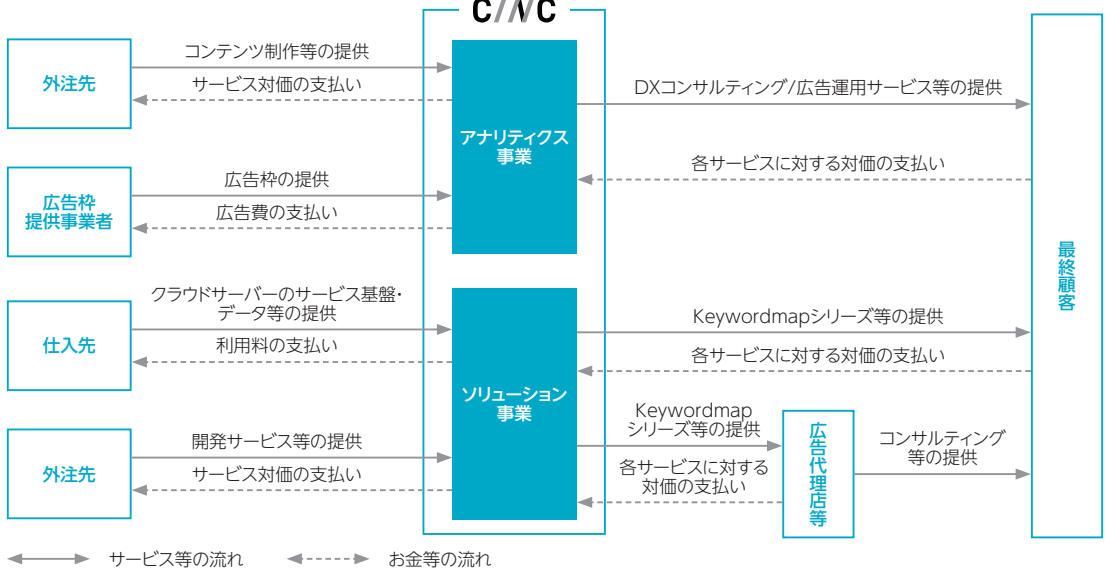 CINC
外注先
コンテンツ制作等の提供
サービス対価の支払い
広告枠
提供事業者
広告枠の提供
広告費の支払い
アナリティクス
事業
DXコンサルティング/広告運用サービス等の提供
各サービスに対する対価の支払い
仕入先
クラウドサーバーのサービス基盤・
データ等の提供
利用料の支払い
外注先
開発サービス等の提供
サービス対価の支払い
ソリューション
事業
Keywordmapシリーズ等の提供
各サービスに対する対価の支払い
Keywordmap
シリーズ等の提供
各サービスに対する
対価の支払い
広告代理店等
コンサルティング
等の提供
最終顧客
サービス等の流れ
お金等の流れ